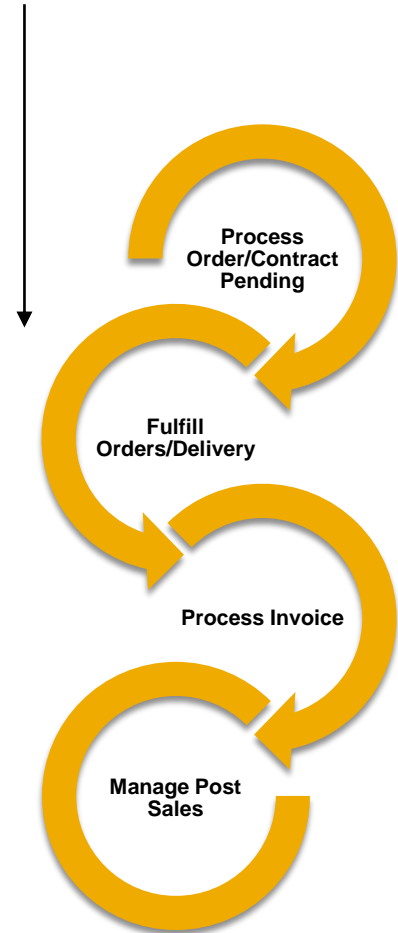 Process
Order/Contract
Pending
Fulfill
Orders/Delivery
Process Invoice
Manage Post
Sales